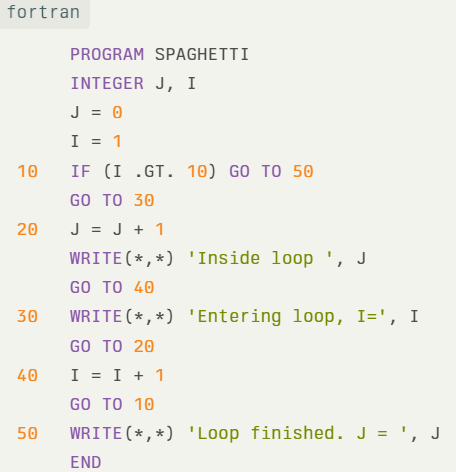 fortran
PROGRAM SPAGHETTI
INTEGER J, I
J = 0
I = 1
10 IF (I .GT. 10) GO TO 50
GO TO 30
20 J = J + 1
WRITE(*,*) 'Inside loop ', J
GO TO 40
30 WRITE(*,*) 'Entering loop, I=', I
GO TO 20
40 I = I + 1
GO TO 10
50 WRITE(*,*) 'Loop finished. J = ', J
END